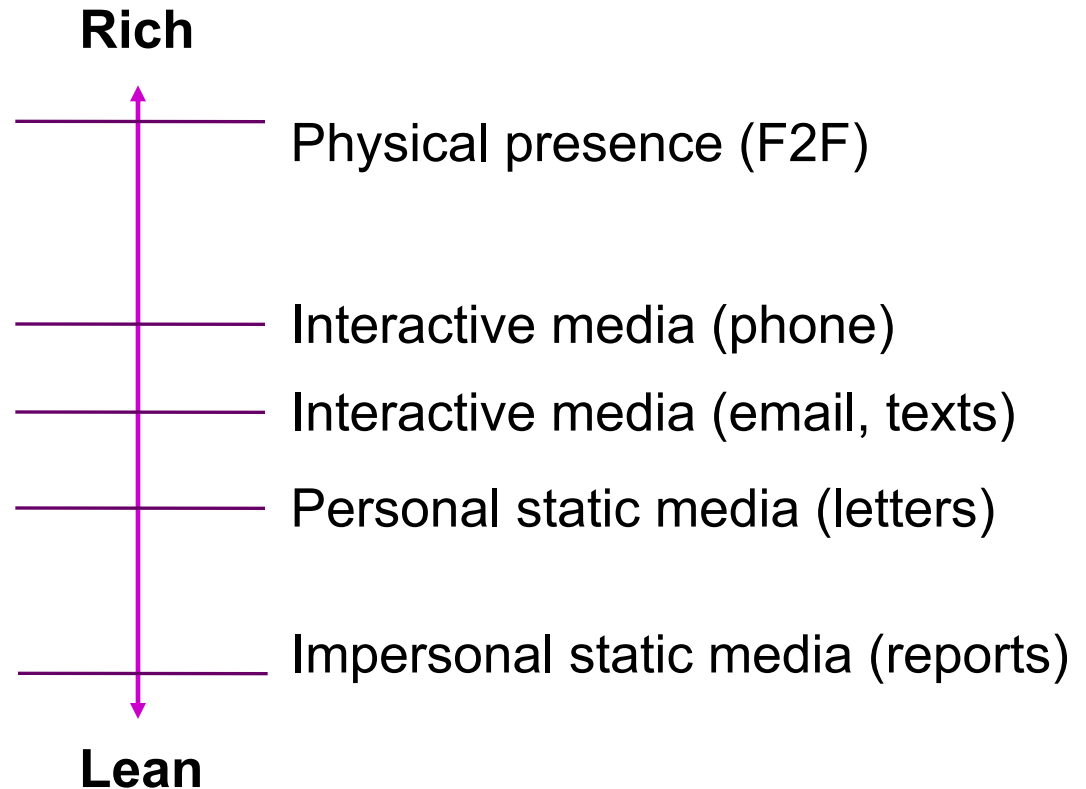 Rich
Physical presence (F2F)
Interactive media (phone)
Interactive media (email, texts)
Personal static media (letters)
Impersonal static media (reports)
Lean